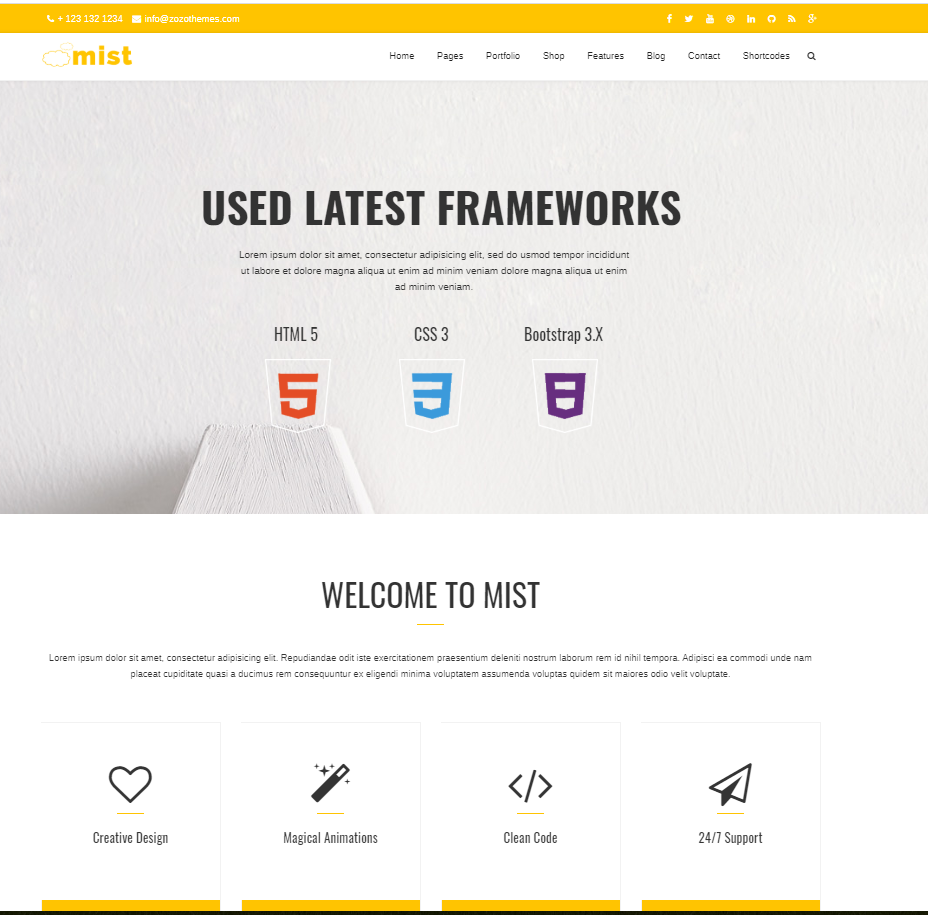 + 123 132 1234 info@zozothemes.com
mist
Home Pages Portfolio Shop Features Blog Contact Shortcodes
USED LATEST FRAMEWORKS
Lorem ipsum dolor sit amet, consectetur adipisicing elit, sed do usmod tempor incididunt
ut labore et dolore magna aliqua ut enim ad minim veniam dolore magna aliqua ut enim
ad minim veniam.
HTML 5 CSS 3 Bootstrap 3.X
WELCOME TO MIST
Lorem ipsum dolor sit amet, consectetur adipisicing elit. Repudiandae odit iste exercitationem praesentium deleniti nostrum laborum rem id nihil tempora. Adipisci ea commodi unde nam
placeat cupiditate quasi a ducimus rem consequuntur ex eligendi minima voluptatem assumenda voluptas quidem sit maiores odio velit voluptate.
Creative Design Magical Animations Clean Code 24/7 Support